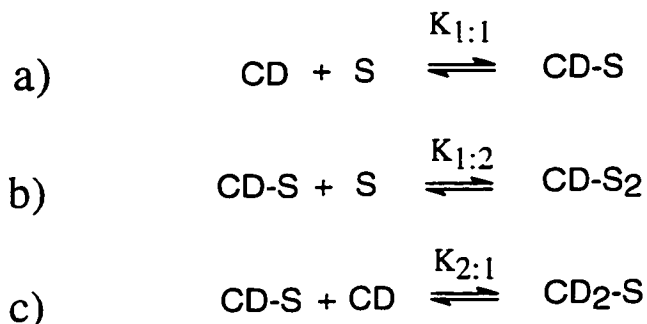 a) CD + S ⇌ K1:1 CD-S
b) CD-S + S ⇌ K1:2 CD-S2
c) CD-S + CD ⇌ K2:1 CD2-S